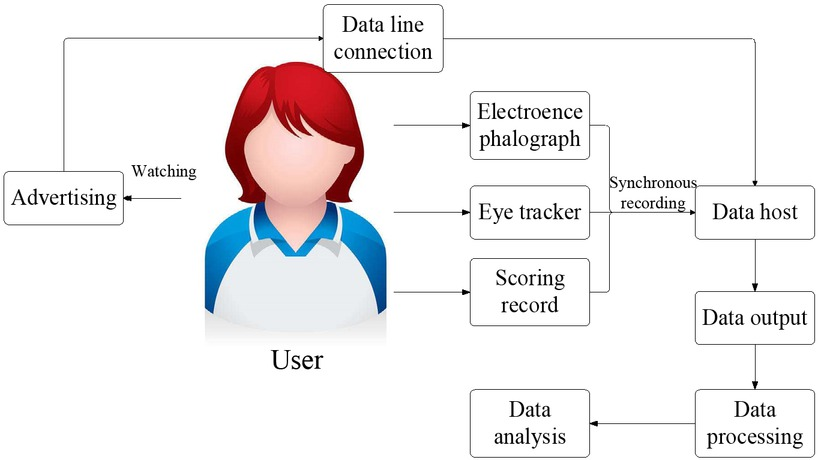 Data line
connection
Electroence
phalograph
Watching
Advertising
Eye tracker
Synchronous
recording
Data host
Scoring
record
Data output
User
Data
analysis
Data
processing